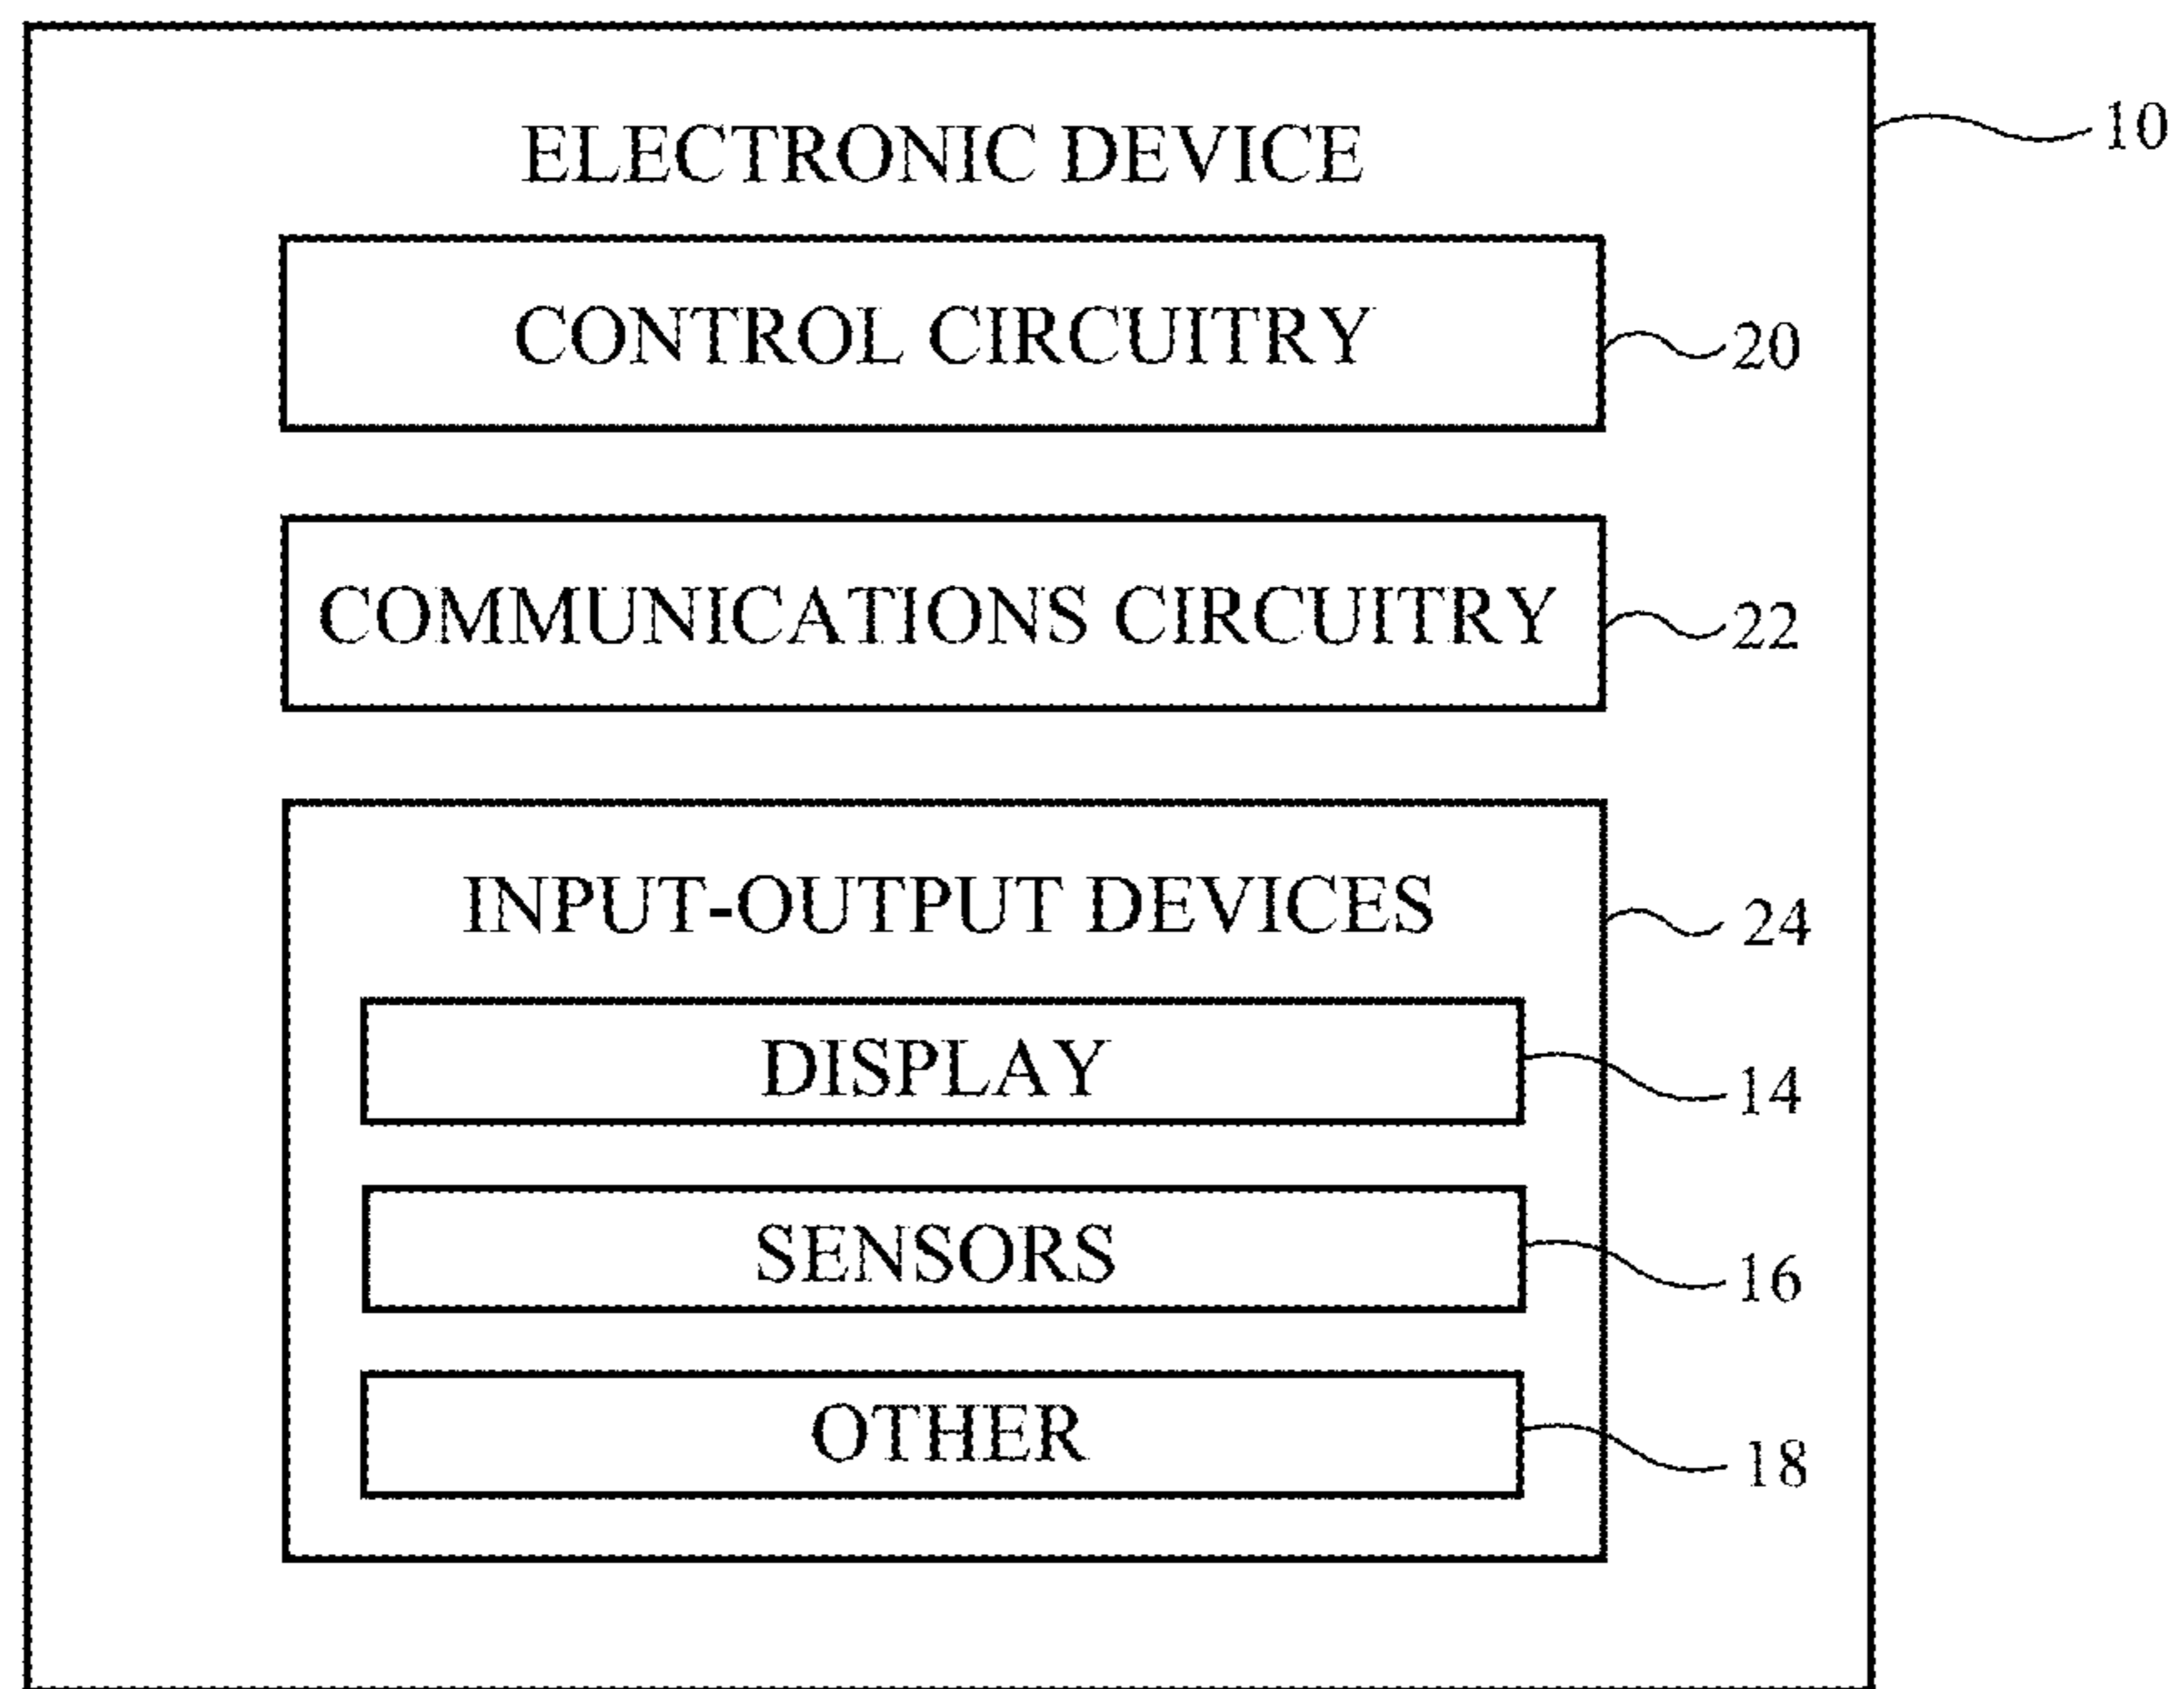 ELECTRONIC DEVICE
10
CONTROL CIRCUITRY
20
COMMUNICATIONS CIRCUITRY
22
INPUT-OUTPUT DEVICES
24
DISPLAY
14
SENSORS
16
OTHER
18